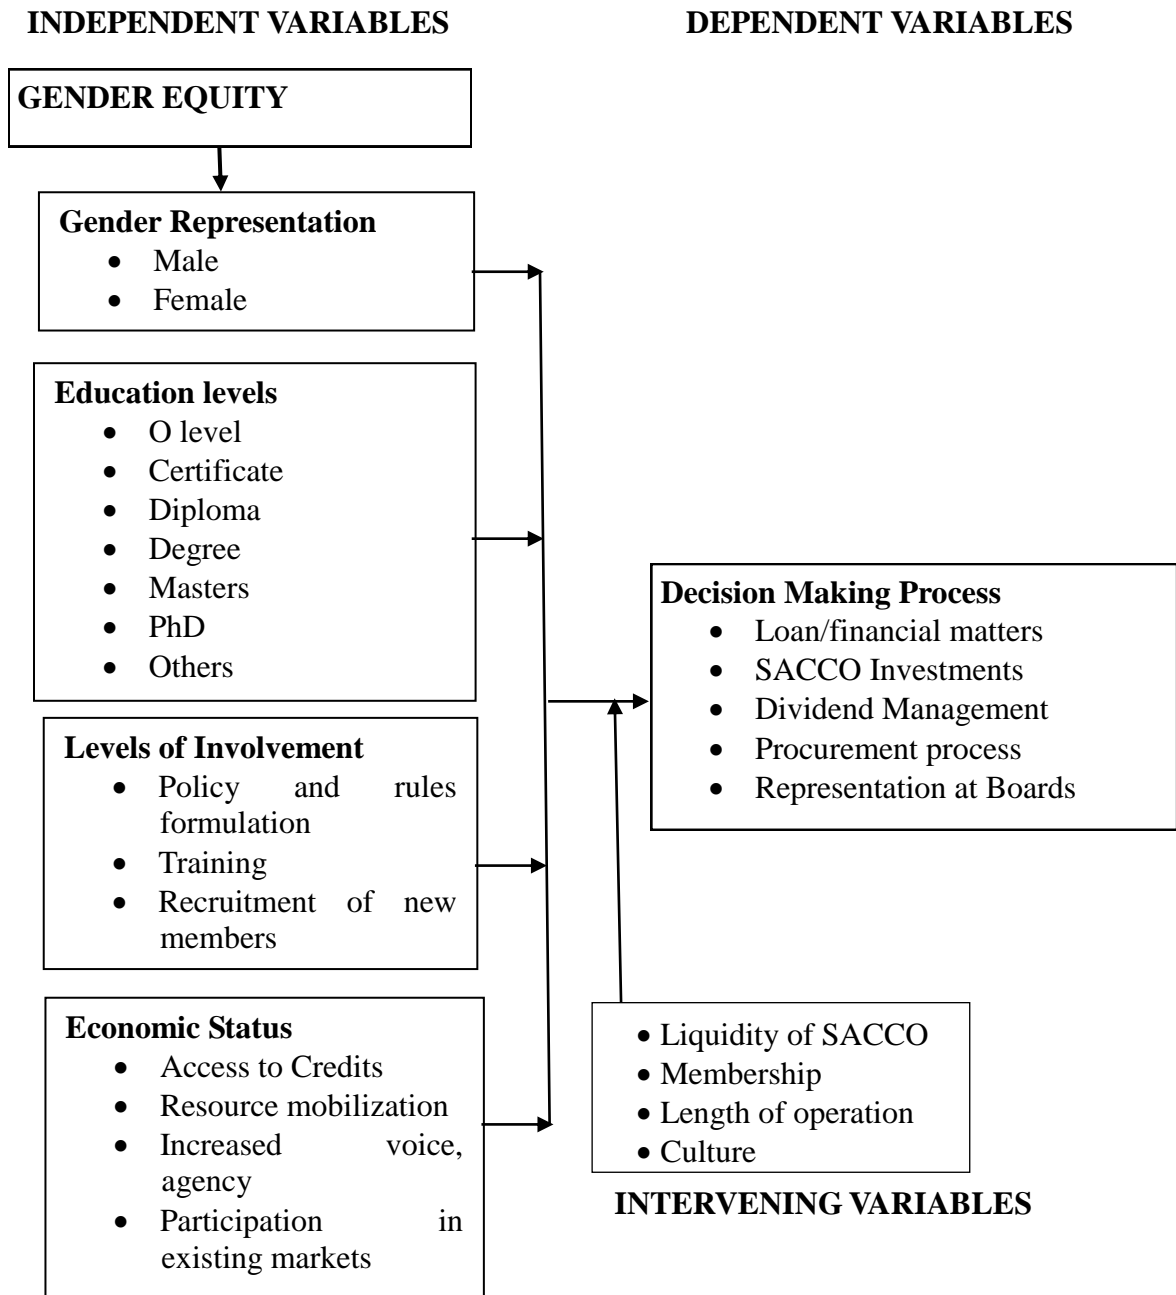 INDEPENDENT VARIABLES
DEPENDENT VARIABLES
GENDER EQUITY
Gender Representation
• Male
• Female
Education levels
• O level
• Certificate
• Diploma
• Degree
• Masters
• PhD
• Others
Levels of Involvement
• Policy and rules
formulation
• Training
• Recruitment of new
members
Economic Status
• Access to Credits
• Resource mobilization
• Increased voice,
agency
• Participation in
existing markets
Decision Making Process
• Loan/financial matters
• SACCO Investments
• Dividend Management
• Procurement process
• Representation at Boards
• Liquidity of SACCO
• Membership
• Length of operation
• Culture
INTERVENING VARIABLES